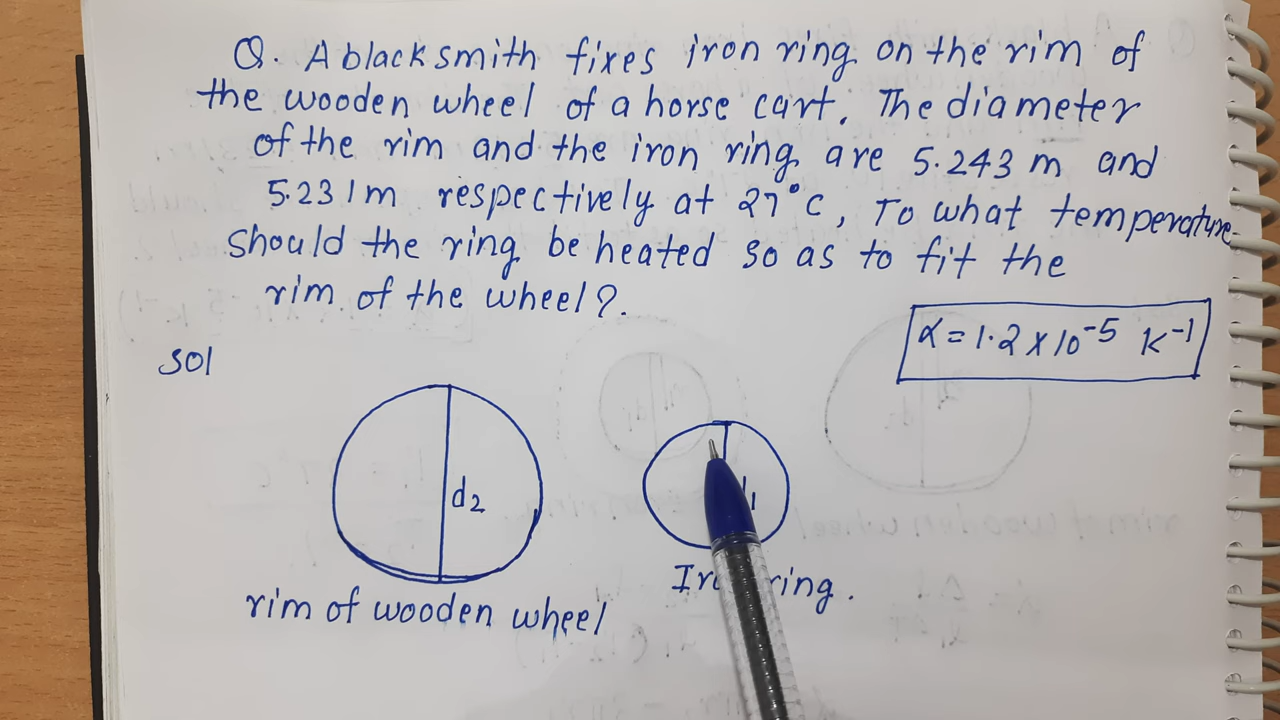 Q. A blacksmith fixes iron ring on the rim of
the wooden wheel of a horse cart. The diameter
of the rim and the iron ring are 5.243 m and
5.231m respectively at 27°c, To what temperature
should the ring be heated so as to fit the
rim of the wheel?.
α = 1.2 × 10⁻⁵ K⁻¹
sol
d₂
rim of wooden wheel
ring.